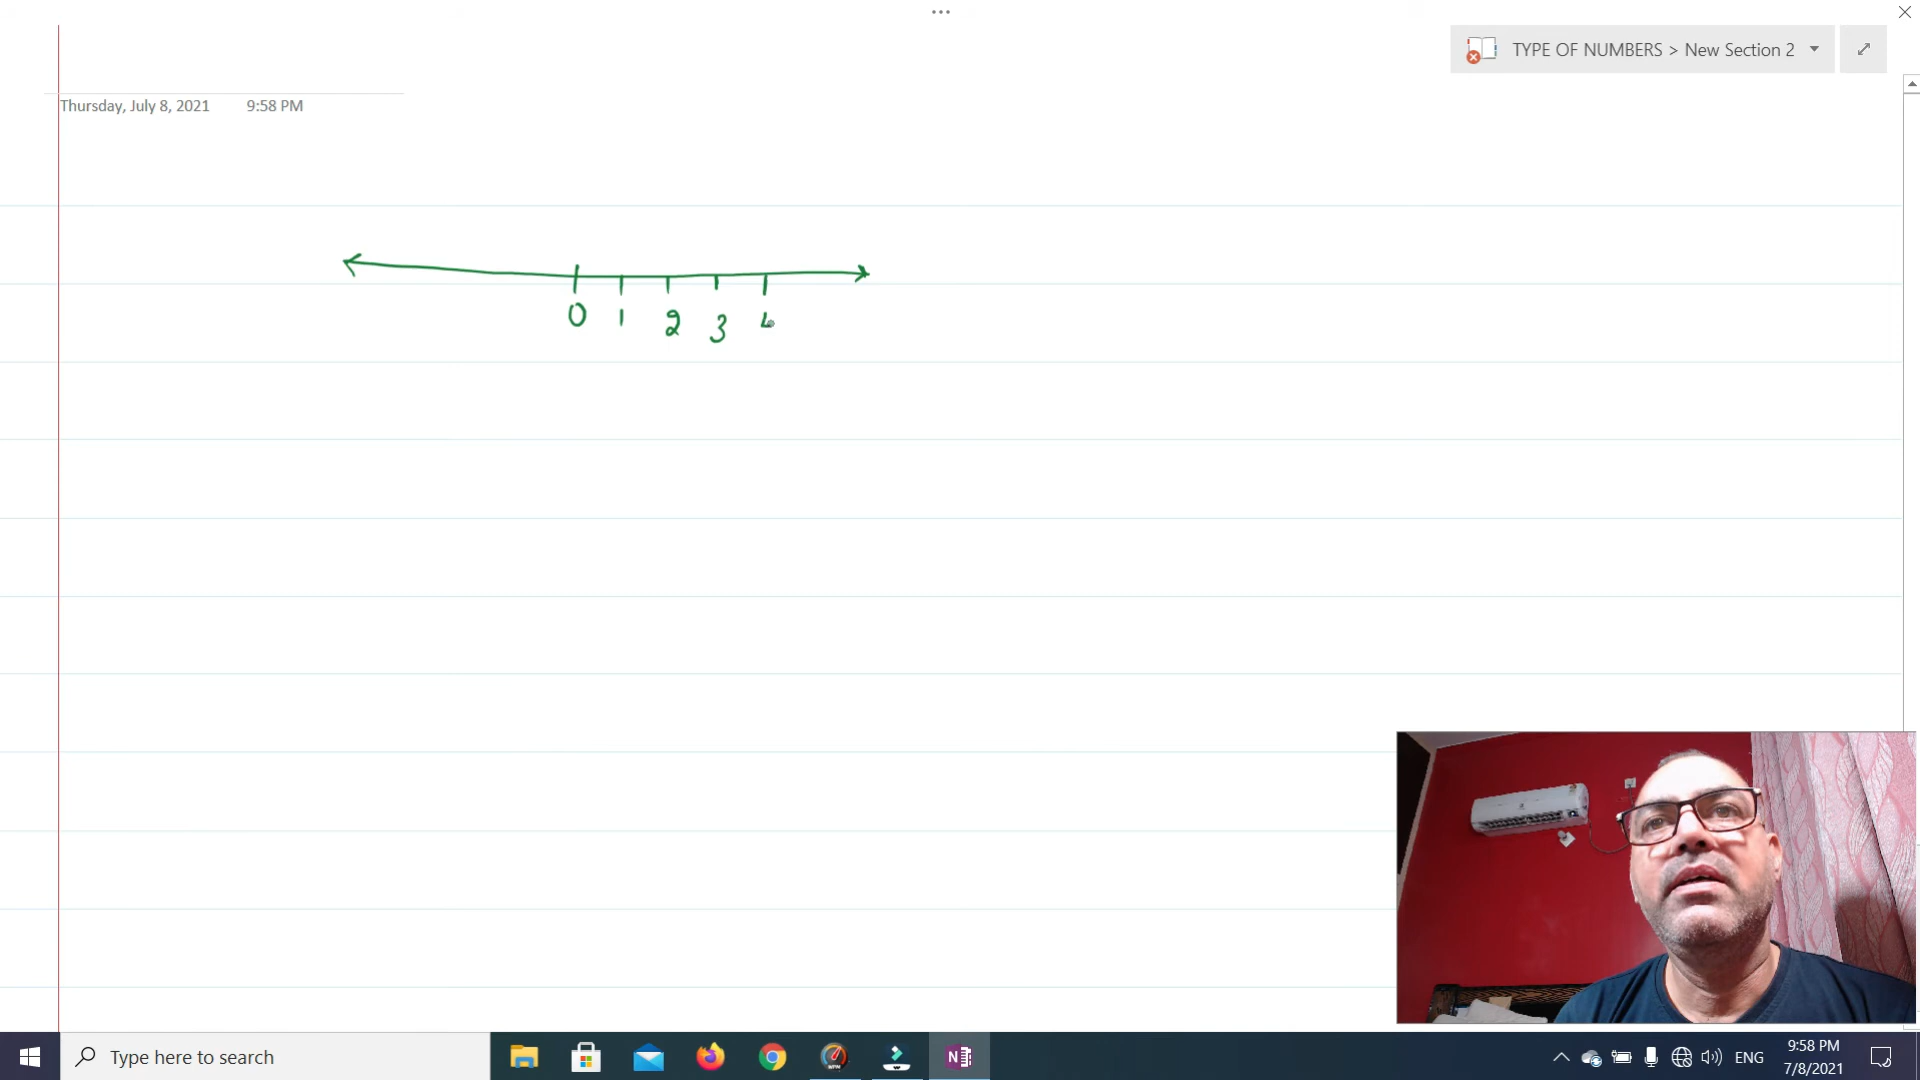 TYPE OF NUMBERS > New Section 2
Thursday, July 8, 2021 9:58 PM
0 1 2 3 4
Type here to search
ENG
9:58 PM
7/8/2021